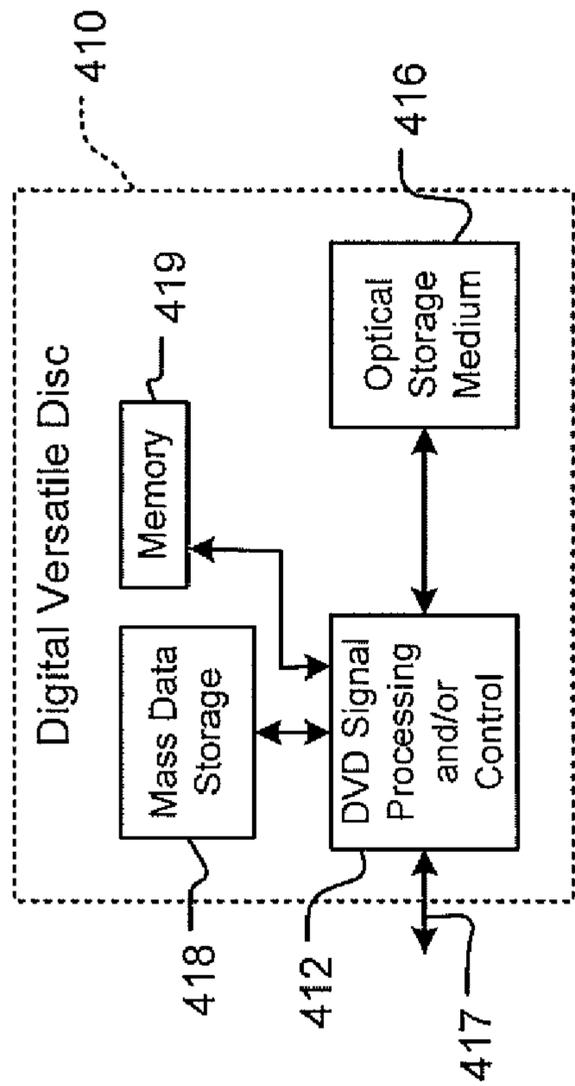 Digital Versatile Disc
410
Mass Data
Storage
418
Memory
419
DVD Signal
Processing
and/or
Control
412
Optical
Storage
Medium
416
417